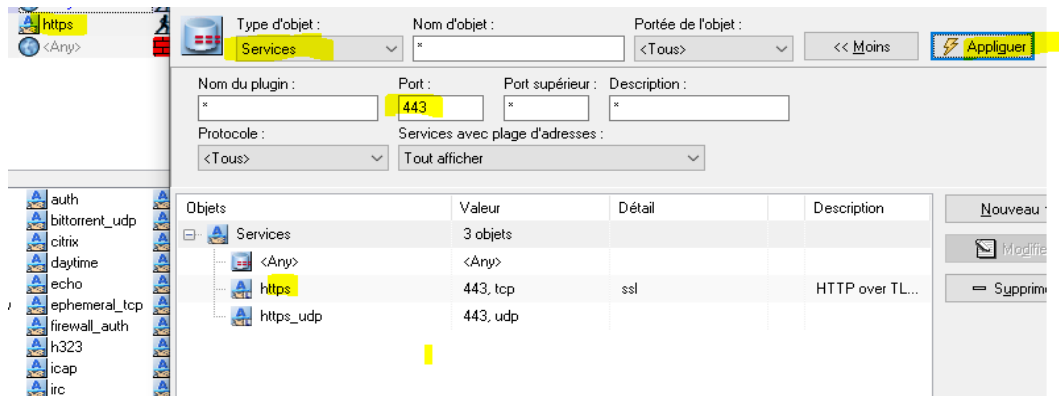 https
<Any>
Type d'objet :
Nom d'objet :
Portée de l'objet :
Services
*
<Tous>
<< Moins
Appliquer
Nom du plugin :
Port :
Port supérieur :
Description :
*
443
*
*
Protocole :
Services avec plage d'adresses :
<Tous>
Tout afficher
auth
bittorrent_udp
citrix
daytime
echo
ephemeral_tcp
firewall_auth
h323
icap
irc
Objets
Valeur
Détail
Description
Services
3 objets
<Any>
<Any>
https
443, tcp
ssl
HTTP over TL...
https_udp
443, udp
Nouveau
Modifie
Supprime